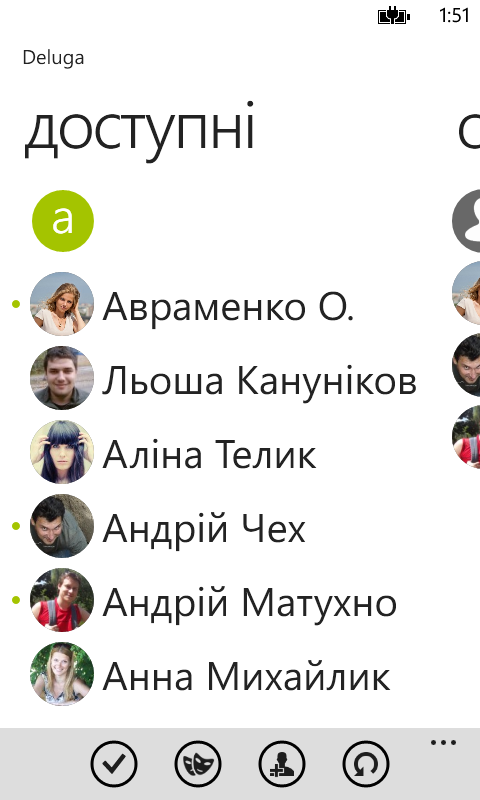 1:51
Deluga
доступні
а
Авраменко О.
Льоша Кануніков
Аліна Телик
Андрій Чех
Андрій Матухно
Анна Михайлик